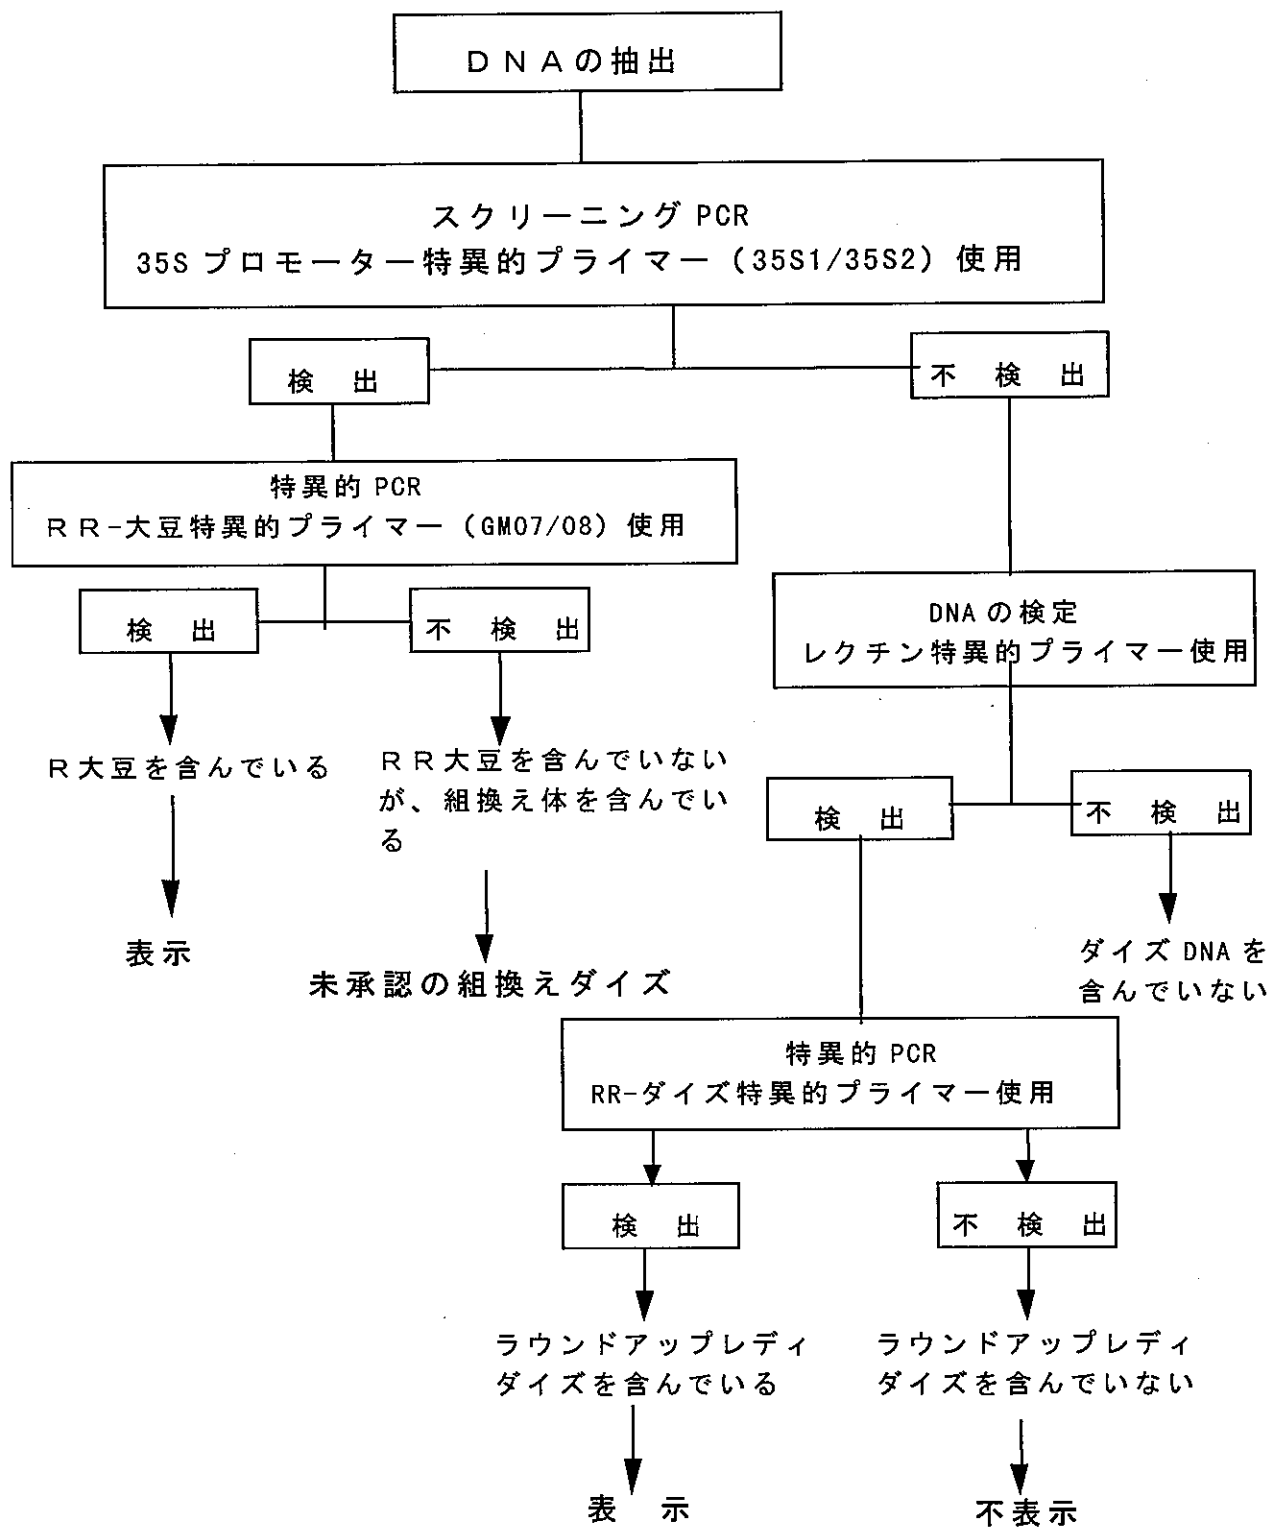 DNAの抽出
スクリーニング PCR
35S プロモーター特異的プライマー（35S1/35S2）使用
検 出
不 検 出
特異的 PCR
RR-大豆特異的プライマー（GM07/08）使用
検 出
不 検 出
DNA の検定
レクチン特異的プライマー使用
R大豆を含んでいる
RR大豆を含んでいない
が、組換え体を含んでい
る
検 出
不 検 出
表示
未承認の組換えダイズ
ダイズ DNA を
含んでいない
特異的 PCR
RR-ダイズ特異的プライマー使用
検 出
不 検 出
ラウンドアップレディ
ダイズを含んでいる
ラウンドアップレディ
ダイズを含んでいない
表 示
不表示